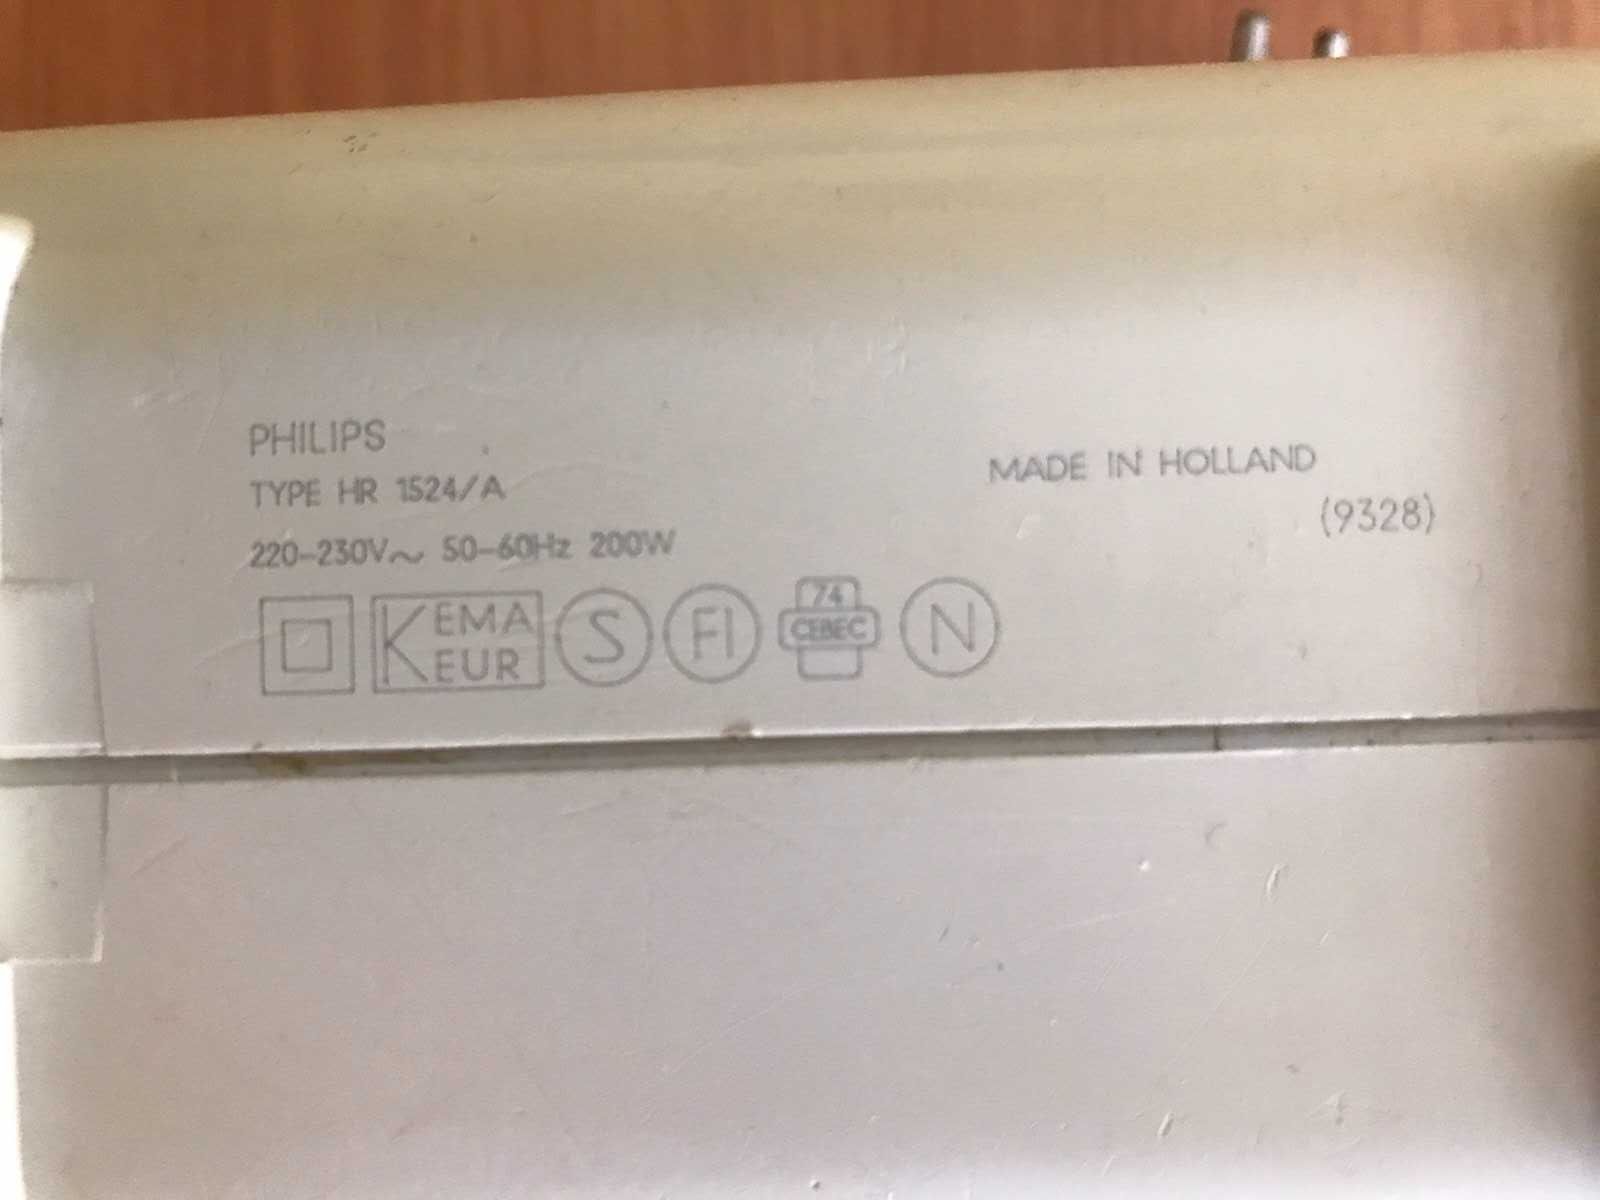 PHILIPS
TYPE HR 1524/A
220-230V~ 50-60Hz 200W
MADE IN HOLLAND
(9328)
KEMA
KEUR
S
FI
74
CEBEC
N